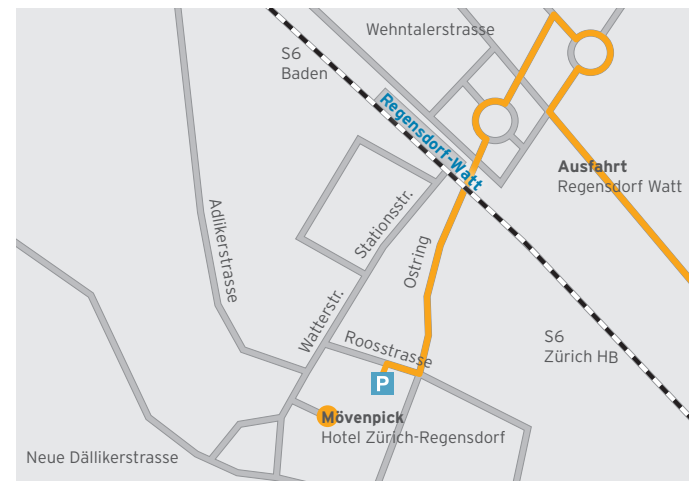 Wehntalerstrasse
S6
Baden
Regensdorf-Watt
Ausfahrt
Regensdorf Watt
Stationsstr.
Adlikerstrasse
Ostring
Watterstr.
Roosstrasse
S6
Zürich HB
P
Mövenpick
Hotel Zürich-Regensdorf
Neue Dällikerstrasse